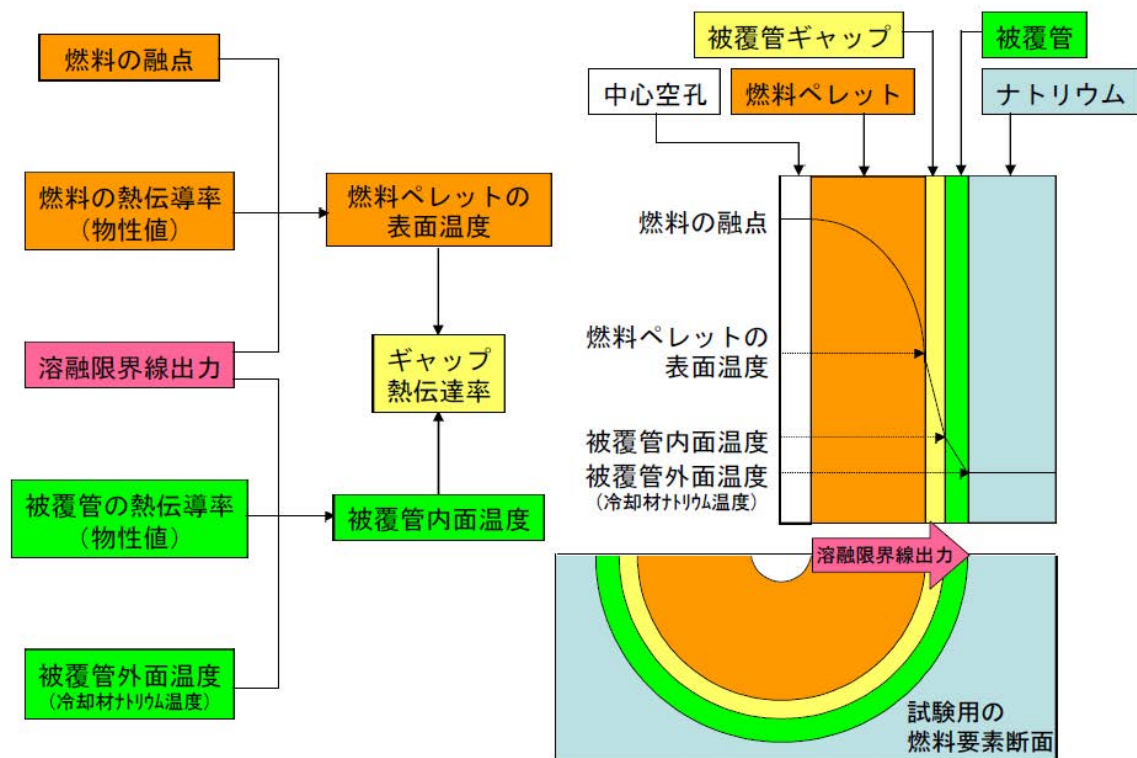 燃料の融点
燃料の熱伝導率
(物性値)
溶融限界線出力
被覆管の熱伝導率
(物性値)
被覆管外面温度
(冷却材ナトリウム温度)
燃料ペレットの
表面温度
ギャップ
熱伝達率
被覆管内面温度
被覆管ギャップ
被覆管
中心空孔
燃料ペレット
ナトリウム
燃料の融点
燃料ペレットの
表面温度
被覆管内面温度
被覆管外面温度
(冷却材ナトリウム温度)
溶融限界線出力
試験用の
燃料要素断面